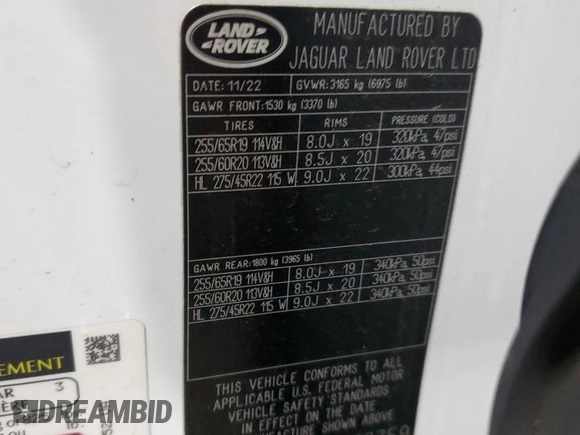 LAND
ROVER
MANUFACTURED BY
JAGUAR LAND ROVER LTD
DATE: 11/22 GVWR: 3165 kg (6975 lb)
GAWR FRONT: 1530 kg (3370 lb)
TIRES RIMS PRESSURE (COLD)
255/65R19 114V&H 8.0J x 19 320kPa, 47psi
255/60R20 113V&H 8.5J x 20 320kPa, 47psi
HL 275/45R22 115 W 9.0J x 22 300kPa, 44psi
GAWR REAR: 1800 kg (3965 lb)
255/65R19 114V&H 8.0J x 19 340kPa, 50psi
255/60R20 113V&H 8.5J x 20 340kPa, 50psi
HL 275/45R22 115 W 9.0J x 22 340kPa, 50psi
THIS VEHICLE CONFORMS TO ALL
APPLICABLE U.S. FEDERAL MOTOR
VEHICLE SAFETY STANDARDS
IN EFFECT ON THE DATE
EMENT
AR 3
IÈRE
DREAMBID